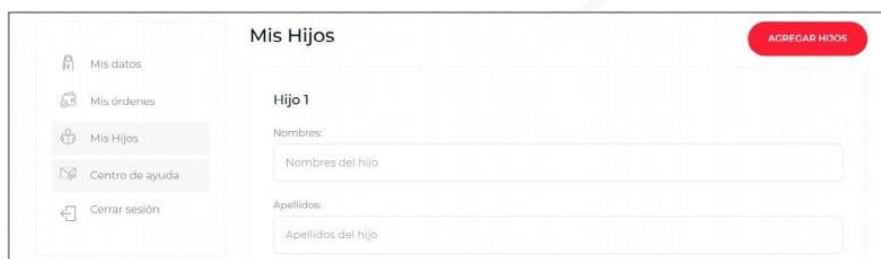 Mis Hijos
AGREGAR HIJOS
Mis datos
Mis órdenes
Mis Hijos
Centro de ayuda
Cerrar sesión
Hijo 1
Nombres:
Nombres del hijo
Apellidos:
Apellidos del hijo